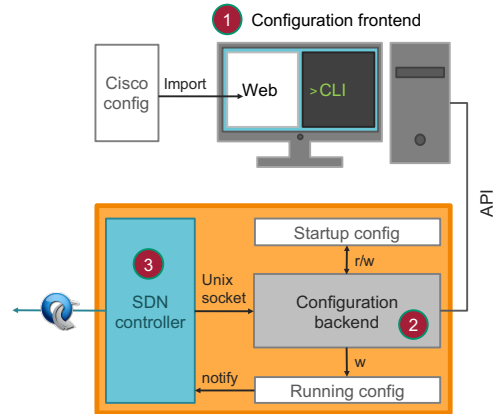 1 Configuration frontend
Cisco
config
Import
Web
>CLI
API
Startup config
r/w
3
SDN
controller
Unix
socket
Configuration
backend
2
w
notify
Running config